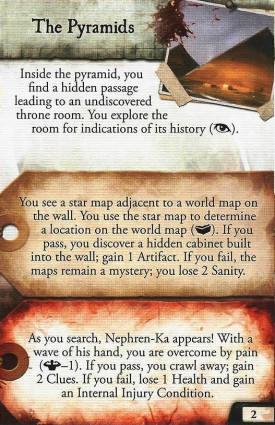 The Pyramids
Inside the pyramid, you
find a hidden passage
leading to an undiscovered
throne room. You explore the
room for indications of its history ( ).
You see a star map adjacent to a world map on
the wall. You use the star map to determine
a location on the world map ( ). If you
pass, you discover a hidden cabinet built
into the wall; gain 1 Artifact. If you fail, the
maps remain a mystery; you lose 2 Sanity.
As you search, Nephren-Ka appears! With a
wave of his hand, you are overcome by pain
( –1). If you pass, you crawl away; gain
2 Clues. If you fail, lose 1 Health and gain
an Internal Injury Condition.
2